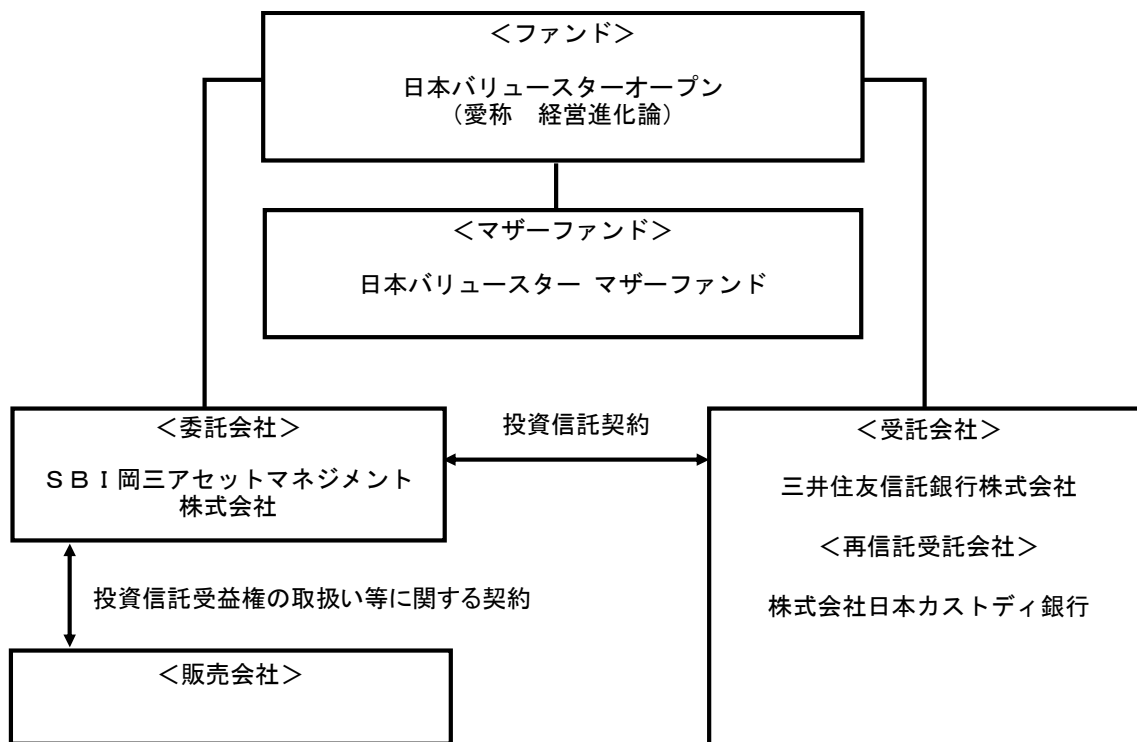 ＜ファンド＞
日本バリュースターオープン
（愛称　経営進化論）
＜マザーファンド＞
日本バリュースター マザーファンド
＜委託会社＞
ＳＢＩ岡三アセットマネジメント
株式会社
投資信託契約
＜受託会社＞
三井住友信託銀行株式会社
＜再信託受託会社＞
株式会社日本カストディ銀行
投資信託受益権の取扱い等に関する契約
＜販売会社＞